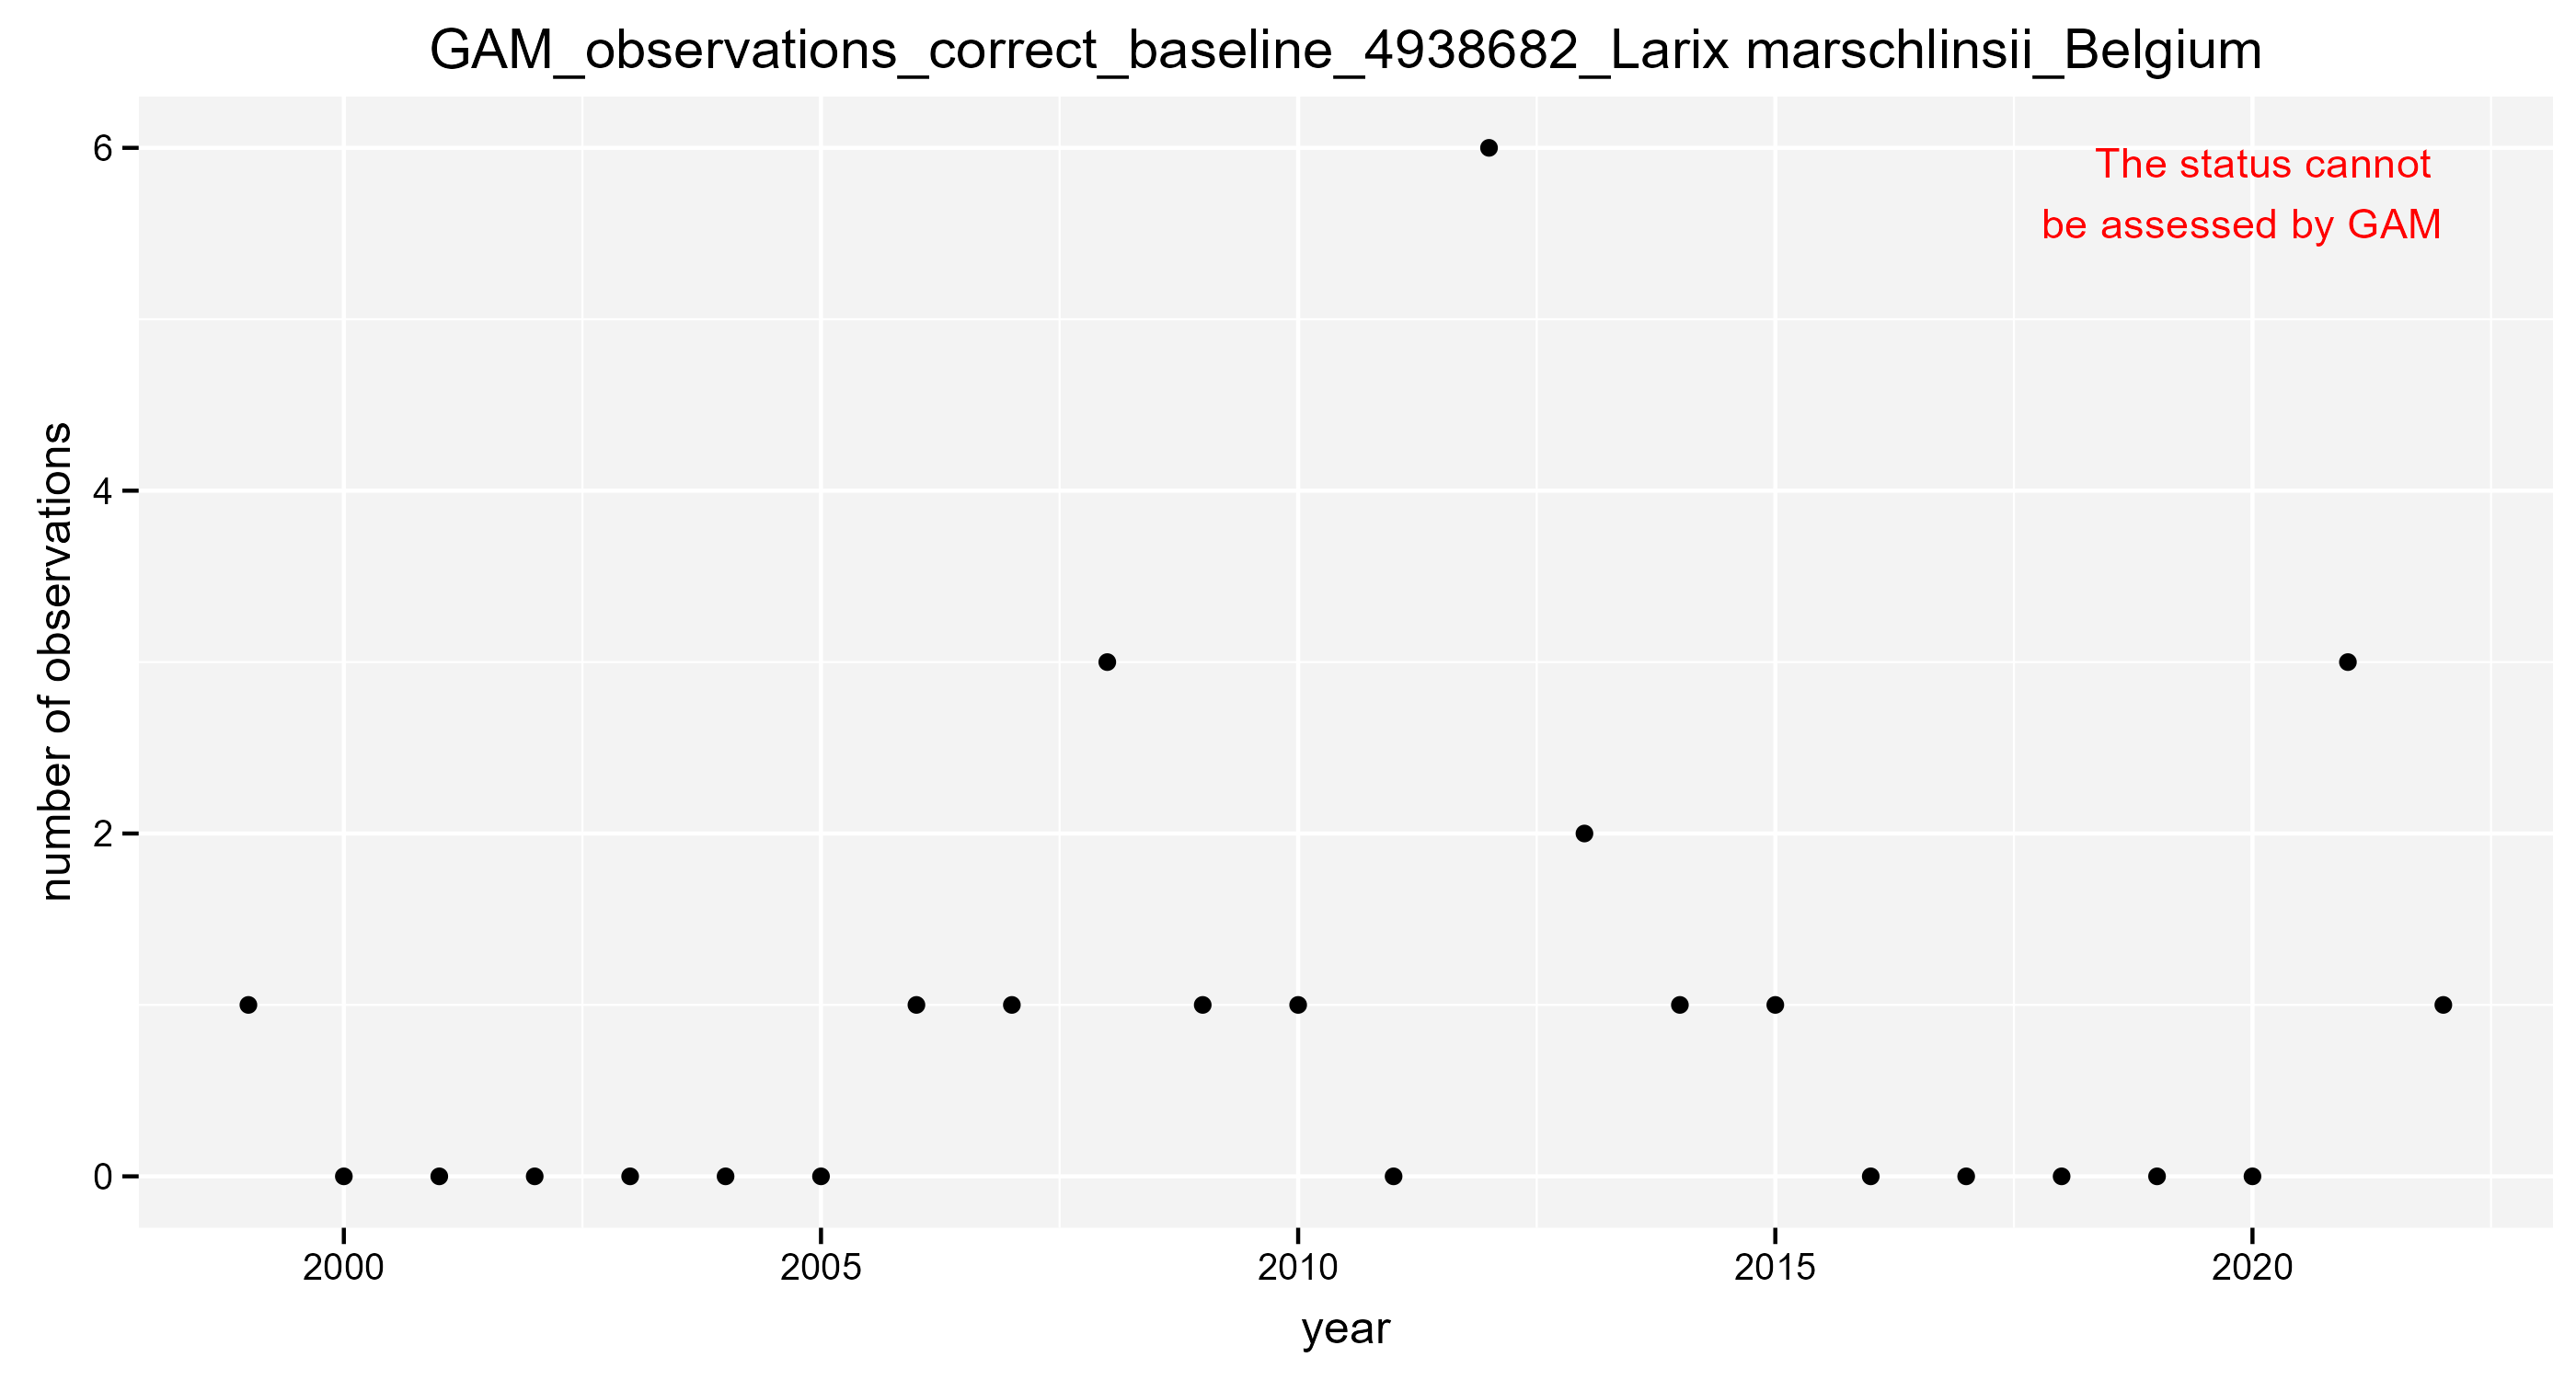 GAM_observations_correct_baseline_4938682_Larix marschlinsii_Belgium
The status cannot
be assessed by GAM
number of observations
6
4
2
0
2000 2005 2010 2015 2020
year